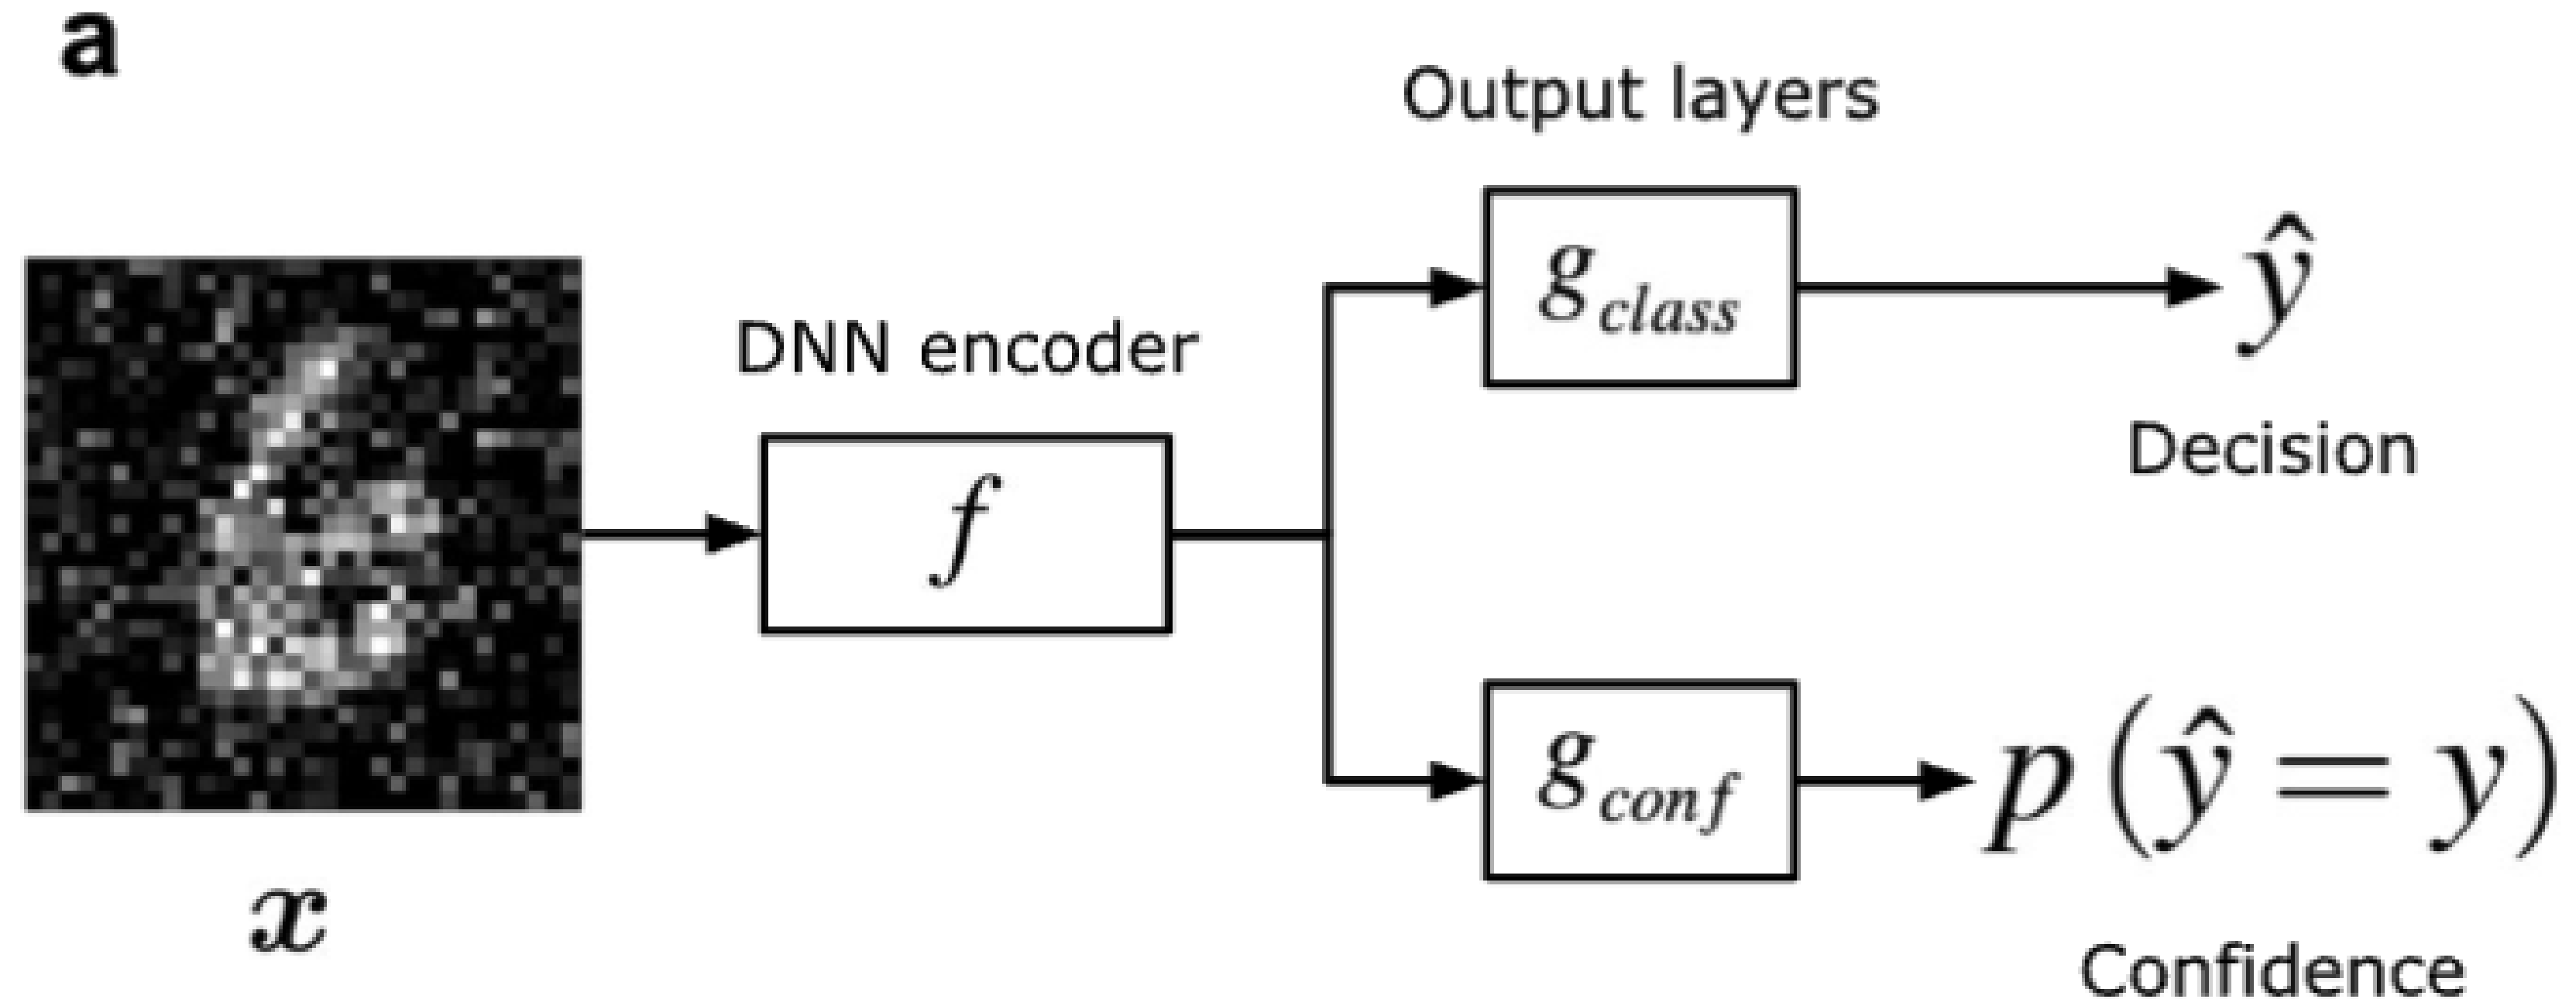 a
Output layers
g_class
ŷ
DNN encoder
Decision
f
g_conf
p(ŷ = y)
x
Confidence